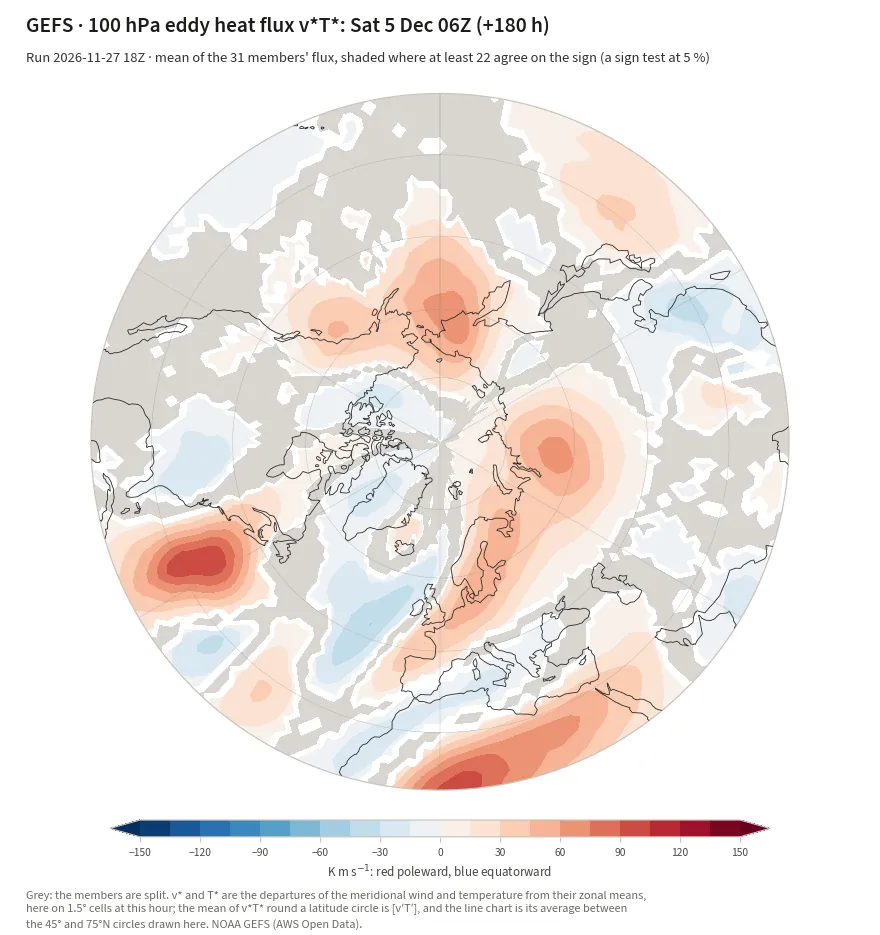 GEFS · 100 hPa eddy heat flux v*T*: Sat 5 Dec 06Z (+180 h)
Run 2026-11-27 18Z · mean of the 31 members' flux, shaded where at least 22 agree on the sign (a sign test at 5 %)
−150 −120 −90 −60 −30 0 30 60 90 120 150
K m s⁻¹: red poleward, blue equatorward
Grey: the members are split. v* and T* are the departures of the meridional wind and temperature from their zonal means,
here on 1.5° cells at this hour; the mean of v*T* round a latitude circle is [v′T′], and the line chart is its average between
the 45° and 75°N circles drawn here. NOAA GEFS (AWS Open Data).